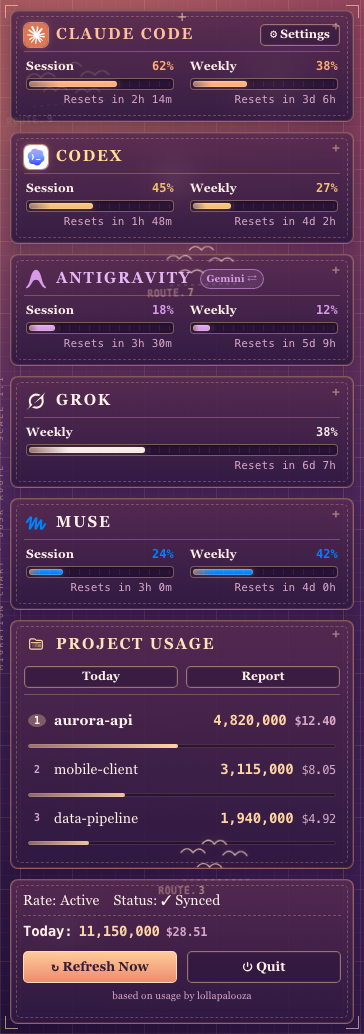 CLAUDE CODE
⚙ Settings
Session 62% Weekly 38%
Resets in 2h 14m Resets in 3d 6h
CODEX
Session 45% Weekly 27%
Resets in 1h 48m Resets in 4d 2h
ANTIGRAVITY Gemini ⇄
ROUTE. 7
Session 18% Weekly 12%
Resets in 3h 30m Resets in 5d 9h
GROK
Weekly 38%
Resets in 6d 7h
MUSE
Session 24% Weekly 42%
Resets in 3h 0m Resets in 4d 0h
PROJECT USAGE
Today Report
1 aurora-api 4,820,000 $12.40
2 mobile-client 3,115,000 $8.05
3 data-pipeline 1,940,000 $4.92
ROUTE. 3
Rate: Active Status: ✓ Synced
Today: 11,150,000 $28.51
↻ Refresh Now ⏻ Quit
based on usage by lollapalooza